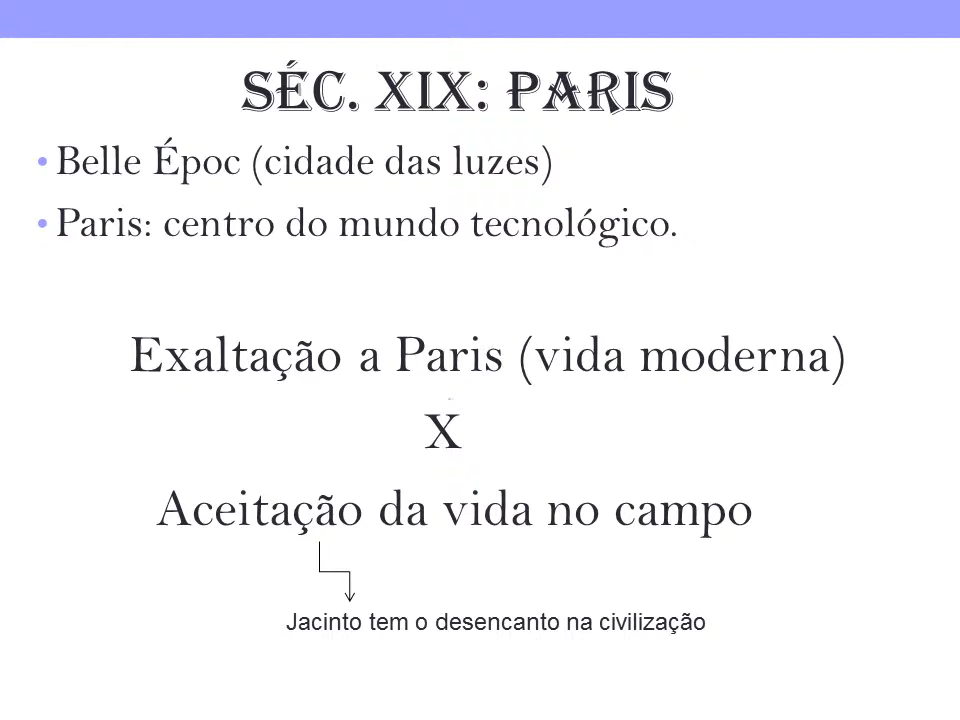 SÉC. XIX: PARIS
• Belle Époc (cidade das luzes)
• Paris: centro do mundo tecnológico.
Exaltação a Paris (vida moderna)
X
Aceitação da vida no campo
Jacinto tem o desencanto na civilização